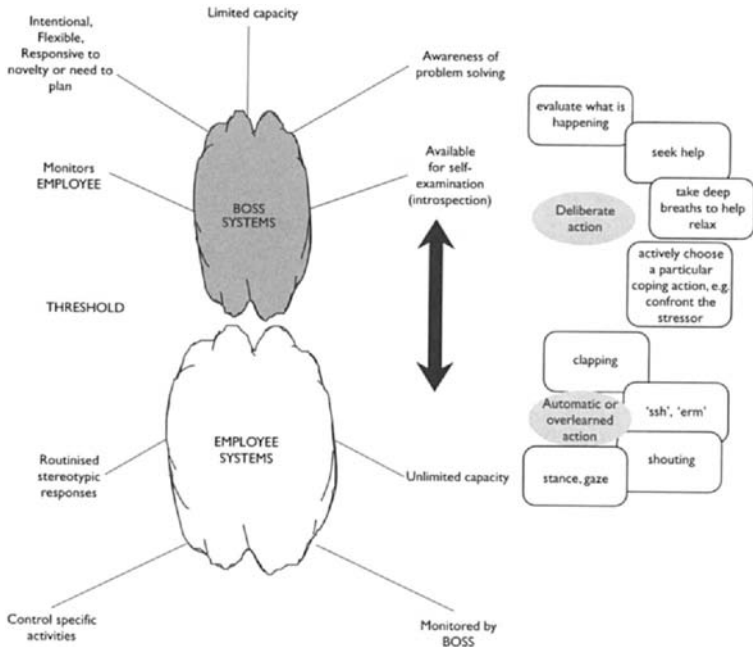 Intentional,
Flexible,
Responsive to
novelty or need to
plan
Limited capacity
Awareness of
problem solving
Monitors
EMPLOYEE
BOSS
SYSTEMS
Available
for self-
examination
(introspection)
THRESHOLD
EMPLOYEE
SYSTEMS
Routinised
stereotypic
responses
Unlimited capacity
Control specific
activities
Monitored by
BOSS
evaluate what is
happening
seek help
Deliberate
action
take deep
breaths to help
relax
actively choose
a particular
coping action, e.g.
confront the
stressor
clapping
Automatic or
overlearned
action
'ssh', 'erm'
shouting
stance, gaze